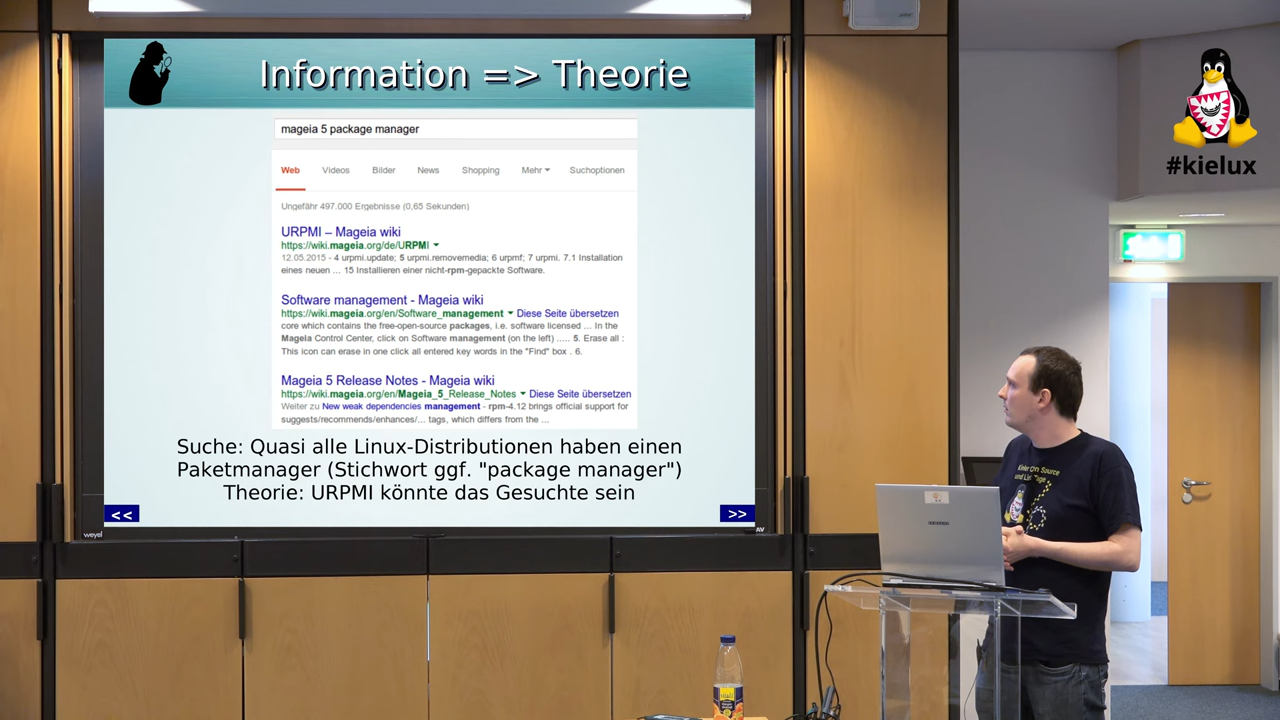 Information => Theorie
mageia 5 package manager
Web Videos Bilder News Shopping Mehr Suchoptionen
Ungefähr 497.000 Ergebnisse (0,65 Sekunden)
URPMI – Mageia wiki
https://wiki.mageia.org/de/URPMI
12.05.2015 - 4 urpmi.update; 5 urpmi.removemedia; 6 urpmf; 7 urpmi. 7.1 Installation
eines neuen ... 15 Installieren einer nicht-rpm-gepackte Software.
Software management - Mageia wiki
https://wiki.mageia.org/en/Software_management Diese Seite übersetzen
core which contains the free-open-source packages, i.e. software licensed ... In the
Mageia Control Center, click on Software management (on the left) ..... 5. Erase all :
This icon can erase in one click all entered key words in the "Find" box . 6.
Mageia 5 Release Notes - Mageia wiki
https://wiki.mageia.org/en/Mageia_5_Release_Notes Diese Seite übersetzen
Weiter zu New weak dependencies management - rpm-4.12 brings official support for
suggests/recommends/enhances/... tags, which differs from the ...
Suche: Quasi alle Linux-Distributionen haben einen
Paketmanager (Stichwort ggf. "package manager")
Theorie: URPMI könnte das Gesuchte sein
<< >>
weyel
AV
#kielux